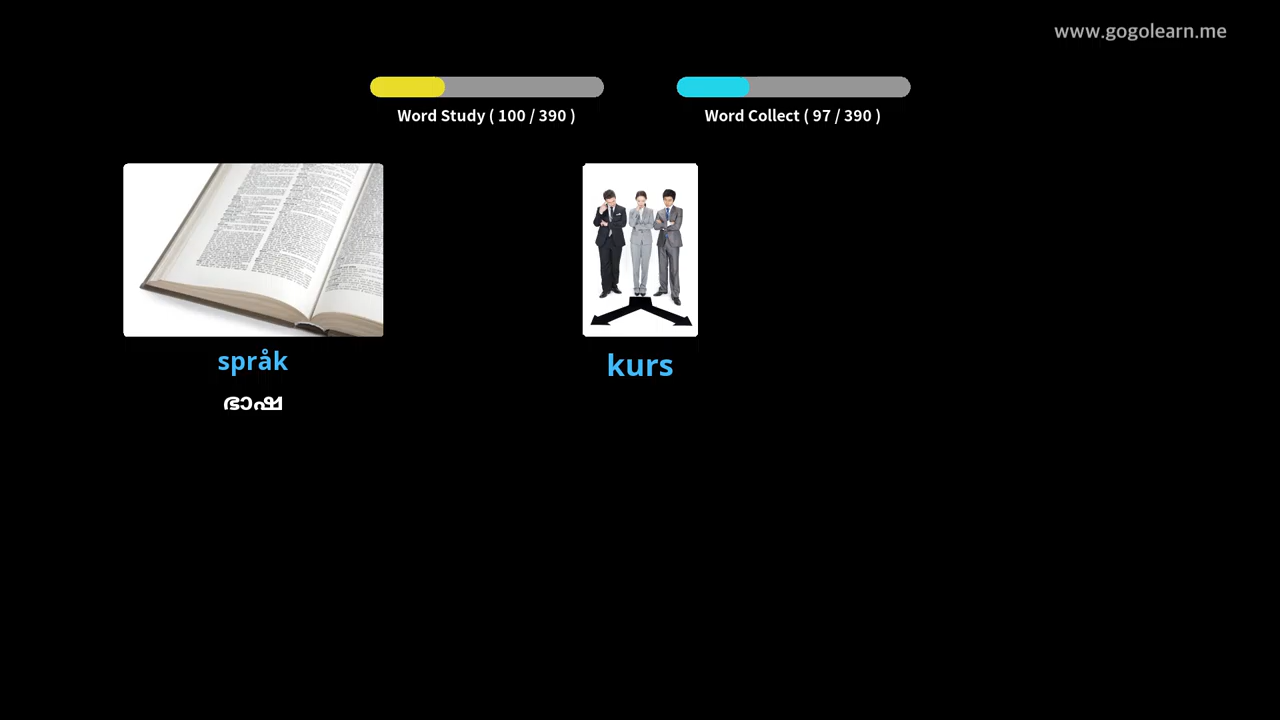 www.gogolearn.me
Word Study ( 100 / 390 )
Word Collect ( 97 / 390 )
språk
kurs
ഭാഷ